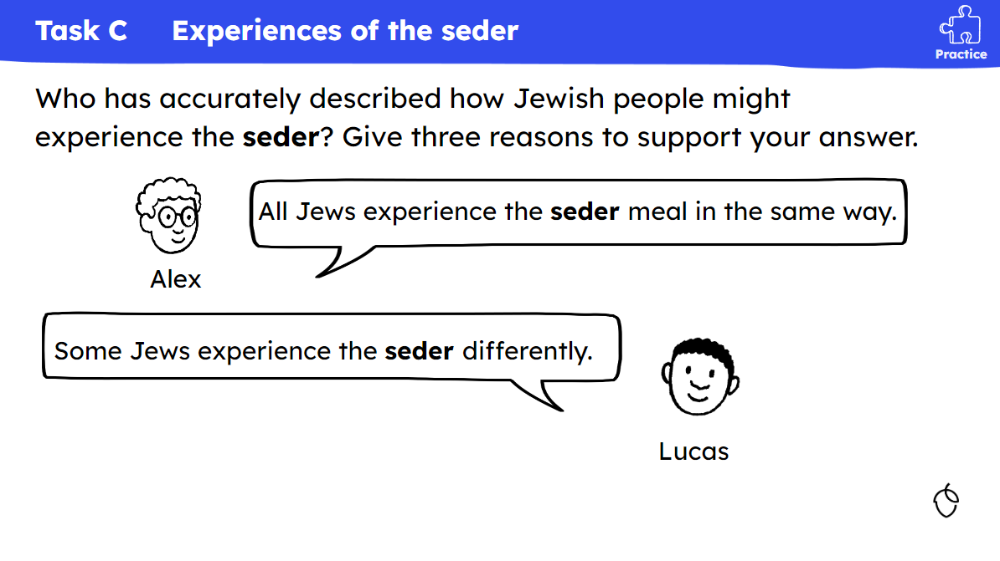 Task C Experiences of the seder
Practice
Who has accurately described how Jewish people might
experience the seder? Give three reasons to support your answer.
All Jews experience the seder meal in the same way.
Alex
Some Jews experience the seder differently.
Lucas